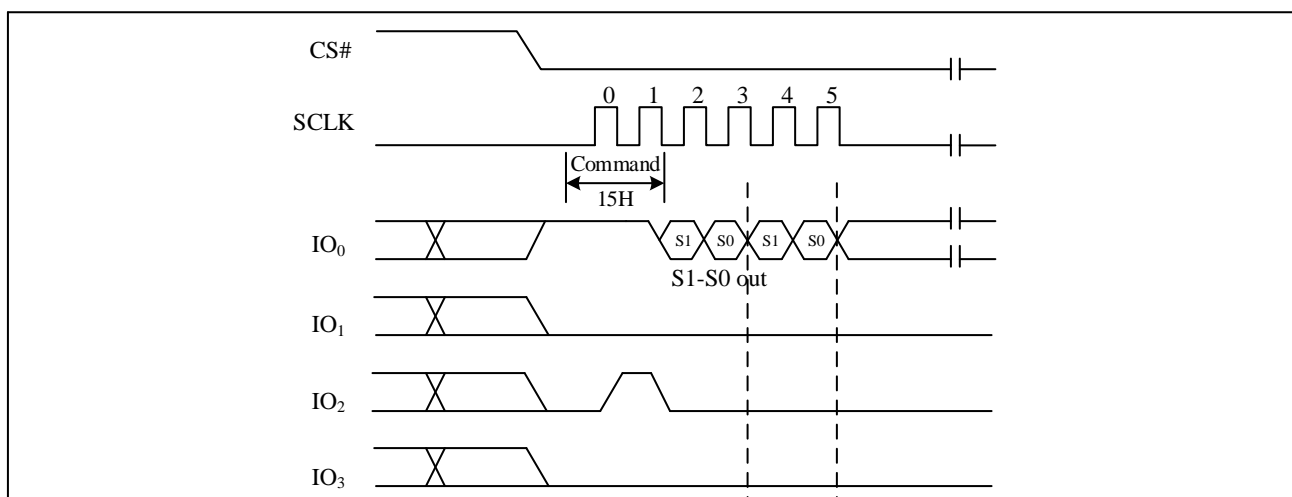 CS#
0 1 2 3 4 5
SCLK
Command
15H
IO₀
S1 S0 S1 S0
S1-S0 out
IO₁
IO₂
IO₃